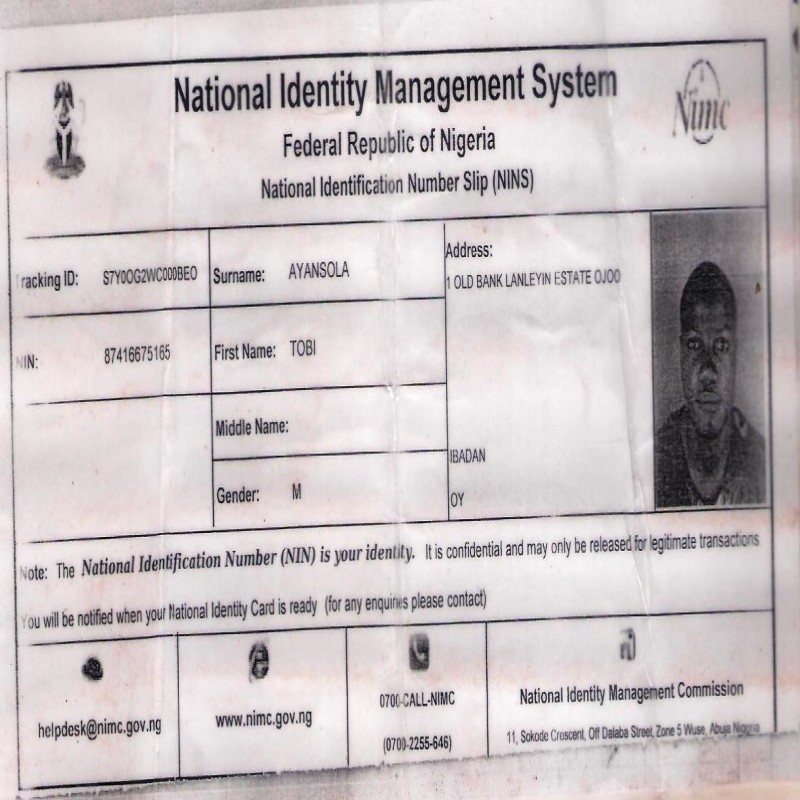 National Identity Management System
Federal Republic of Nigeria
National Identification Number Slip (NINS)
Nimc
racking ID: S7Y0OG2WC000BEO
Surname: AYANSOLA
Address:
1 OLD BANK LANLEYIN ESTATE OJOO
NIN: 87416675165
First Name: TOBI
Middle Name:
IBADAN
Gender: M
OY
Note: The National Identification Number (NIN) is your identity. It is confidential and may only be released for legitimate transactions
You will be notified when your National Identity Card is ready (for any enquiries please contact)
helpdesk@nimc.gov.ng
www.nimc.gov.ng
0700-CALL-NIMC
(0700-2255-646)
National Identity Management Commission
11, Sokode Crescent, Off Dalaba Street, Zone 5 Wuse, Abuja Nigeria